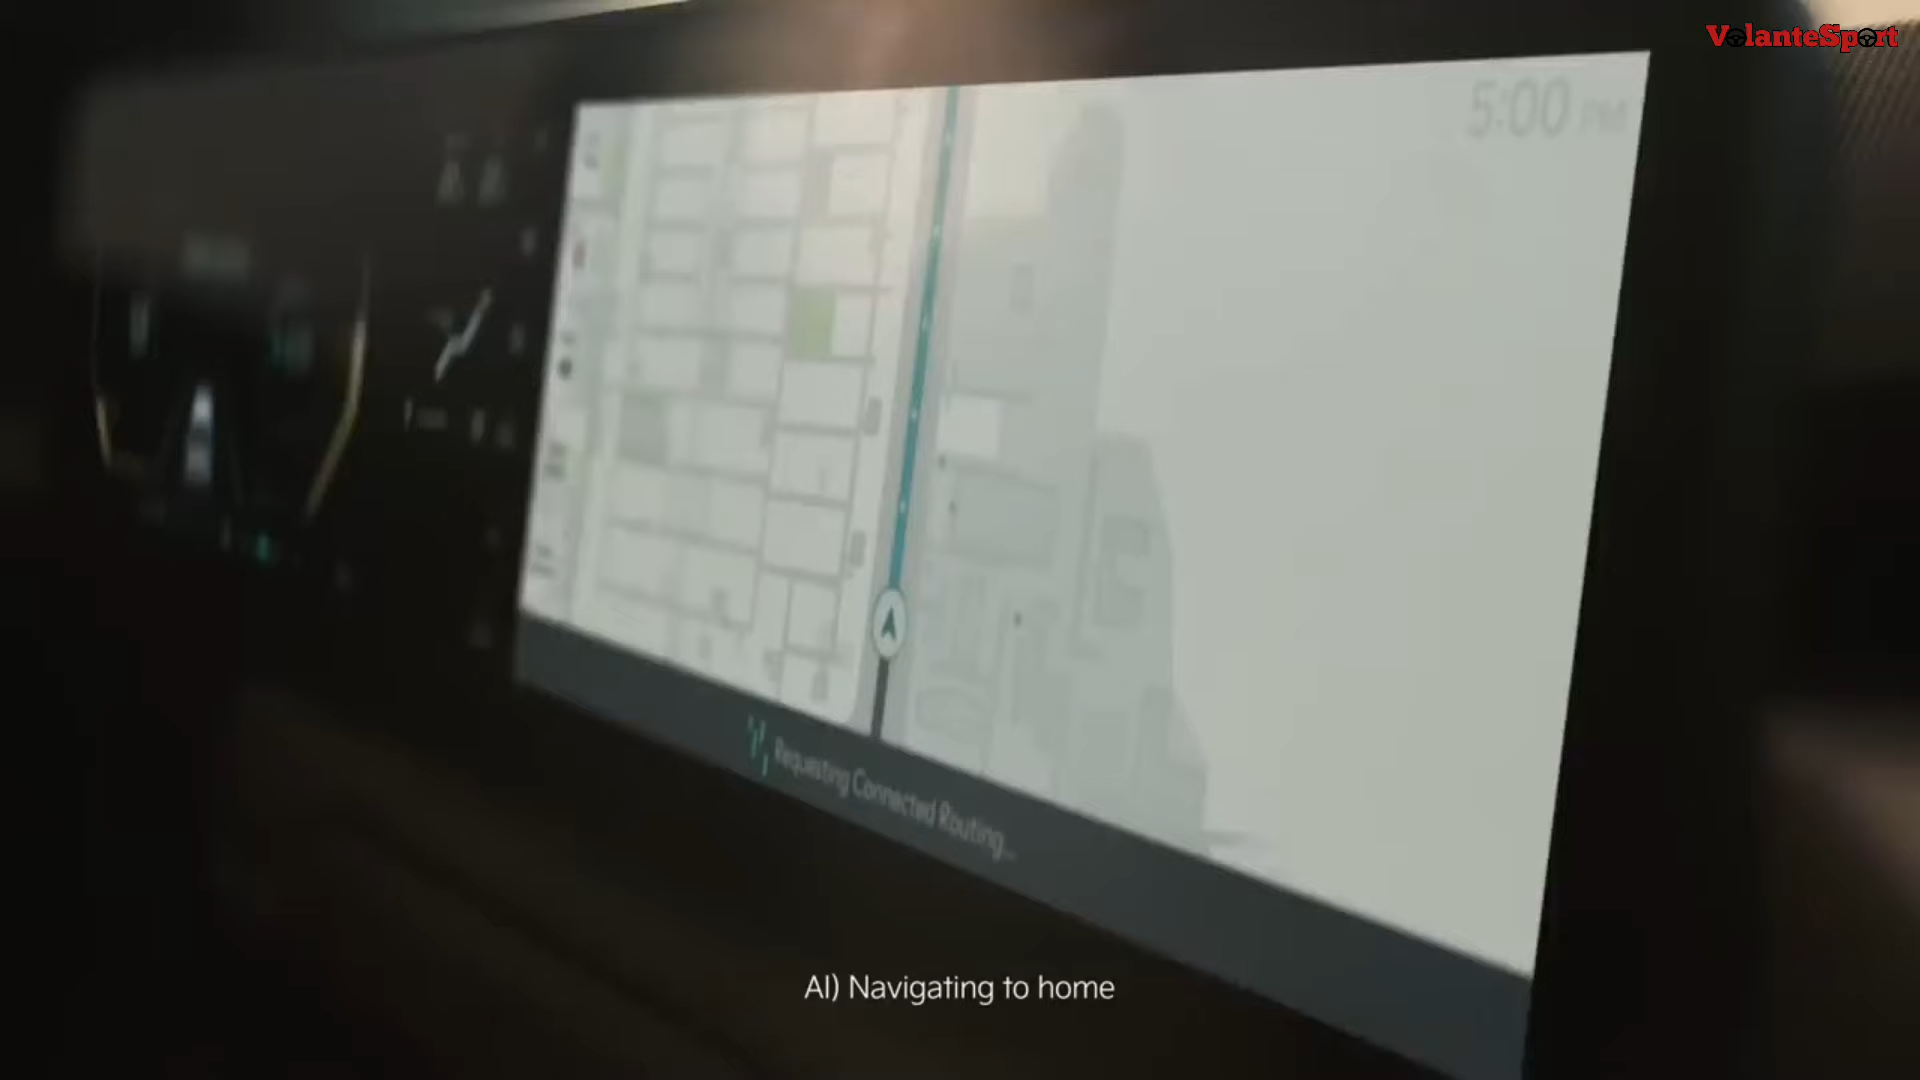 VolanteSport
5:00 PM
Requesting Connected Routing...
AI) Navigating to home